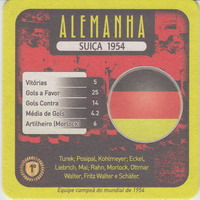 ALEMANHA
SUIÇA 1954
Vitórias 5
Gols a Favor 25
Gols Contra 14
Média de Gols 4.2
Artilheiro (Morlock) 6
1º
Turek; Posipal, Kohlmeyer; Eckel,
Liebrich, Mai; Rahn, Morlock, Ottmar
Walter, Fritz Walter e Schäfer.
Equipe campeã do mundial de 1954